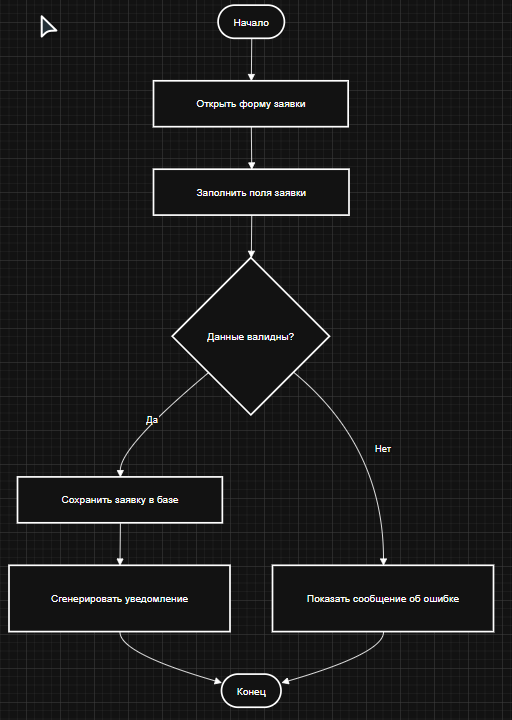 Начало
Открыть форму заявки
Заполнить поля заявки
Данные валидны?
Да
Нет
Сохранить заявку в базе
Сгенерировать уведомление
Показать сообщение об ошибке
Конец